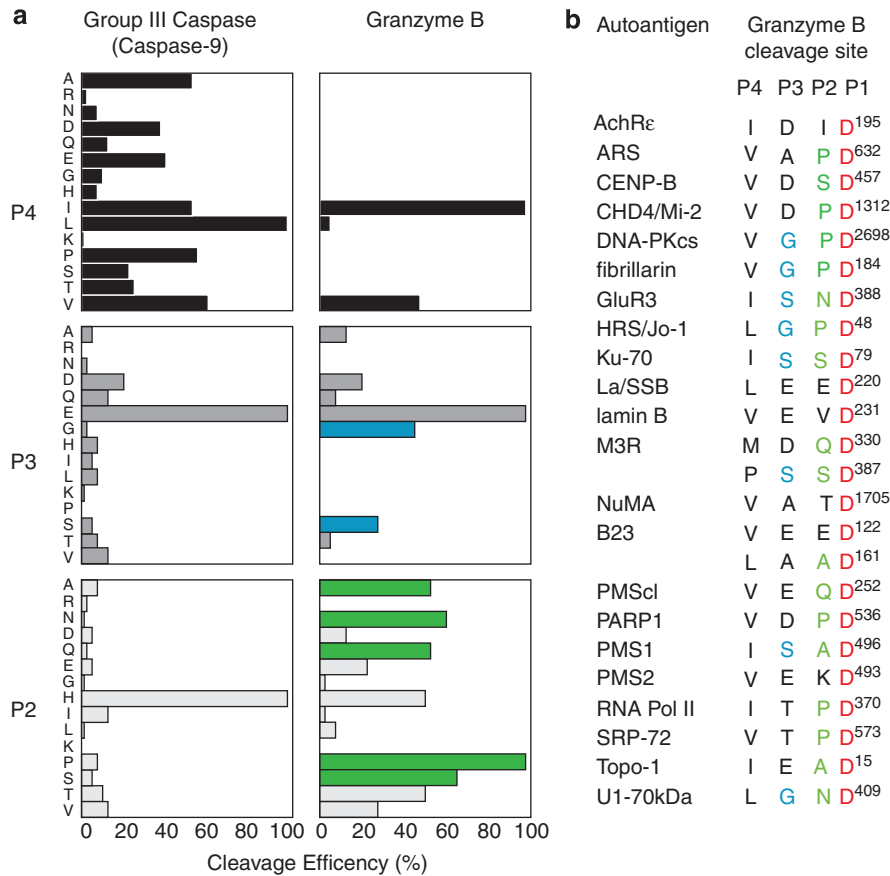 a
Group III Caspase
(Caspase-9)
Granzyme B
P4
A
R
N
D
Q
E
G
H
I
L
K
P
S
T
V
P3
A
R
N
D
Q
E
G
H
I
L
K
P
S
T
V
P2
A
R
N
D
Q
E
G
H
I
L
K
P
S
T
V
0 20 40 60 80 100
0 20 40 60 80 100
Cleavage Efficency (%)
b
Autoantigen
Granzyme B
cleavage site
P4 P3 P2 P1
AchRε I D I D195
ARS V A P D632
CENP-B V D S D457
CHD4/Mi-2 V D P D1312
DNA-PKcs V G P D2698
fibrillarin V G P D184
GluR3 I S N D388
HRS/Jo-1 L G P D48
Ku-70 I S S D79
La/SSB L E E D220
lamin B V E V D231
M3R M D Q D330
P S S D387
NuMA V A T D1705
B23 V E E D122
L A A D161
PMScl V E Q D252
PARP1 V D P D536
PMS1 I S A D496
PMS2 V E K D493
RNA Pol II I T P D370
SRP-72 V T P D573
Topo-1 I E A D15
U1-70kDa L G N D409